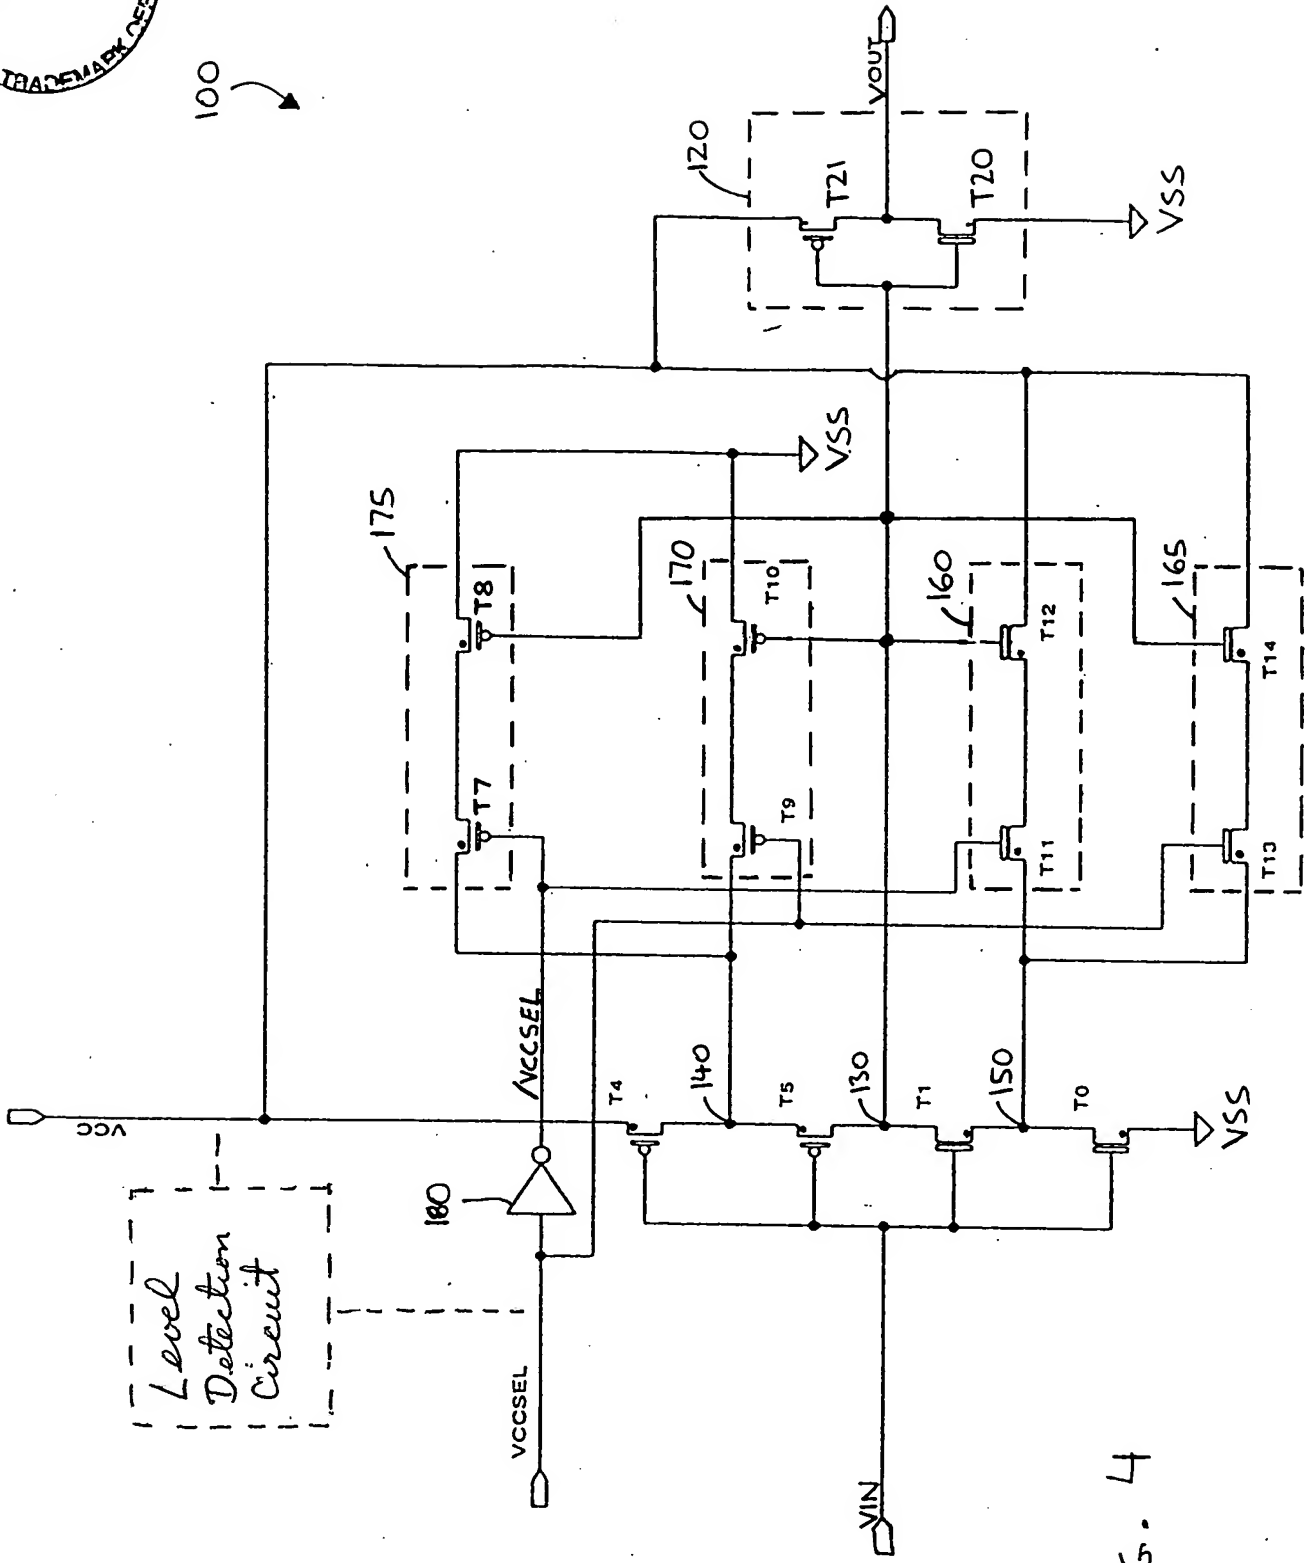 TRADEMARK OFF
100
VCC
Level
Detection
Circuit
VCCSEL
180
/VCCSEL
175
T7
T8
170
T9
T10
VSS
160
T11
T12
165
T13
T14
120
T21
T20
VOUT
VSS
VIN
T4
140
T5
130
T1
150
T0
VSS
4